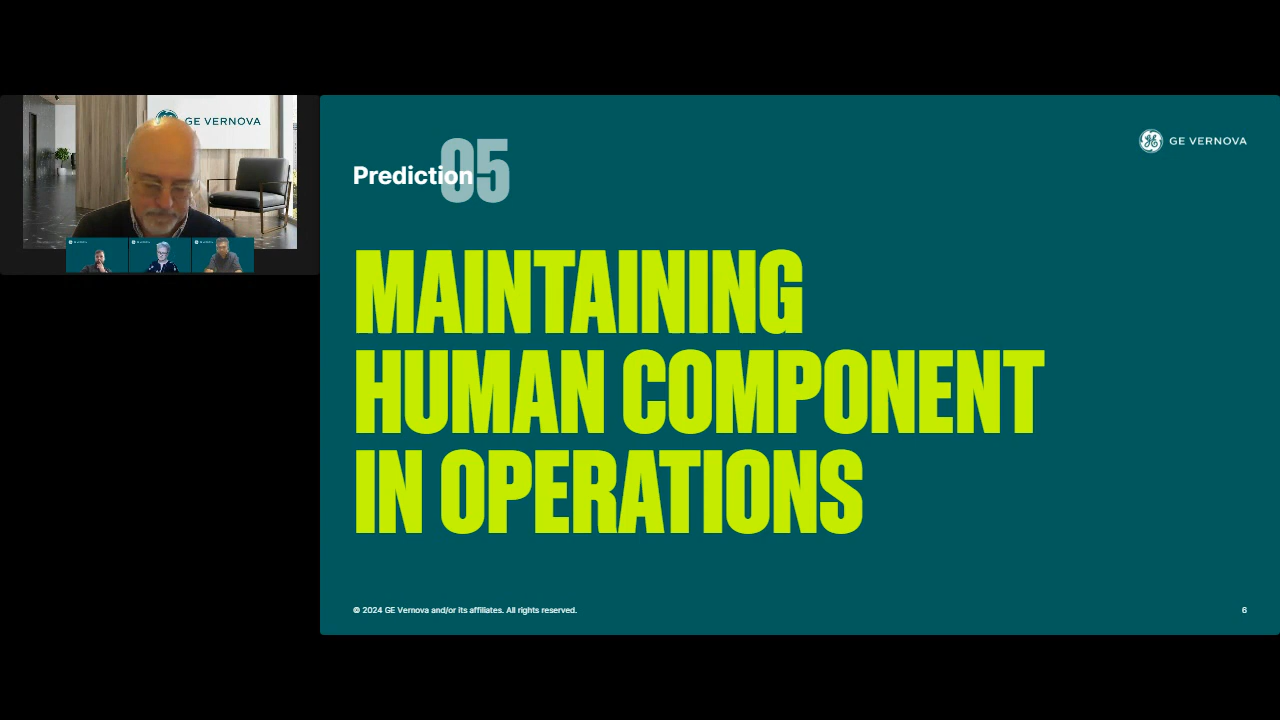 GE VERNOVA
Prediction 05
GE VERNOVA
MAINTAINING
HUMAN COMPONENT
IN OPERATIONS
© 2024 GE Vernova and/or its affiliates. All rights reserved.
6